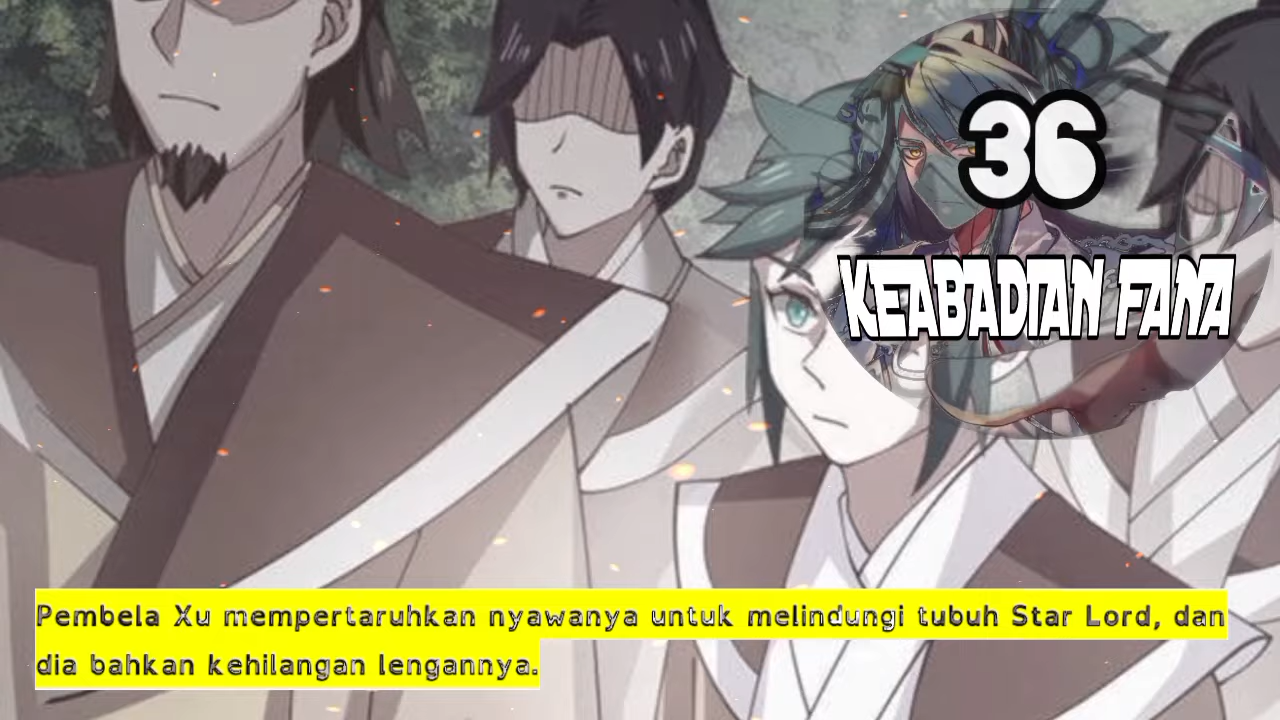 36
KEABADIAN FANA
Pembela Xu mempertaruhkan nyawanya untuk melindungi tubuh Star Lord, dan
dia bahkan kehilangan lengannya.